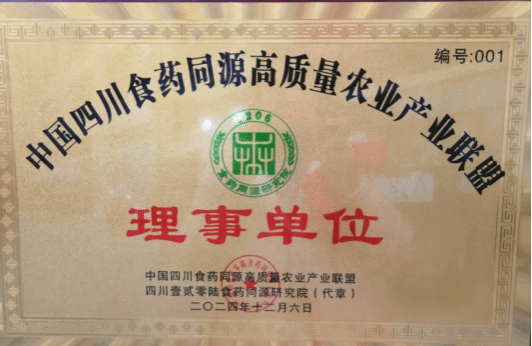 编号:001
中国四川食药同源高质量农业产业联盟
1206
食药同源研究院
理事单位
中国四川食药同源高质量农业产业联盟
四川壹贰零陆食药同源研究院（代章）
二〇二四年十二月六日